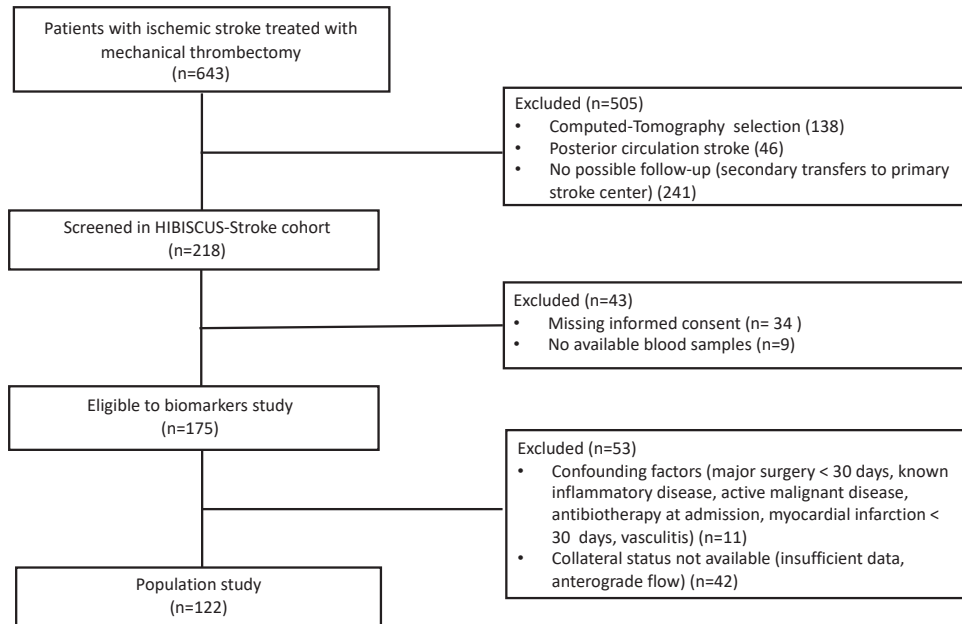 Patients with ischemic stroke treated with
mechanical thrombectomy
(n=643)
Excluded (n=505)
• Computed-Tomography selection (138)
• Posterior circulation stroke (46)
• No possible follow-up (secondary transfers to primary
stroke center) (241)
Screened in HIBISCUS-Stroke cohort
(n=218)
Excluded (n=43)
• Missing informed consent (n= 34 )
• No available blood samples (n=9)
Eligible to biomarkers study
(n=175)
Excluded (n=53)
• Confounding factors (major surgery < 30 days, known
inflammatory disease, active malignant disease,
antibiotherapy at admission, myocardial infarction <
30 days, vasculitis) (n=11)
• Collateral status not available (insufficient data,
anterograde flow) (n=42)
Population study
(n=122)